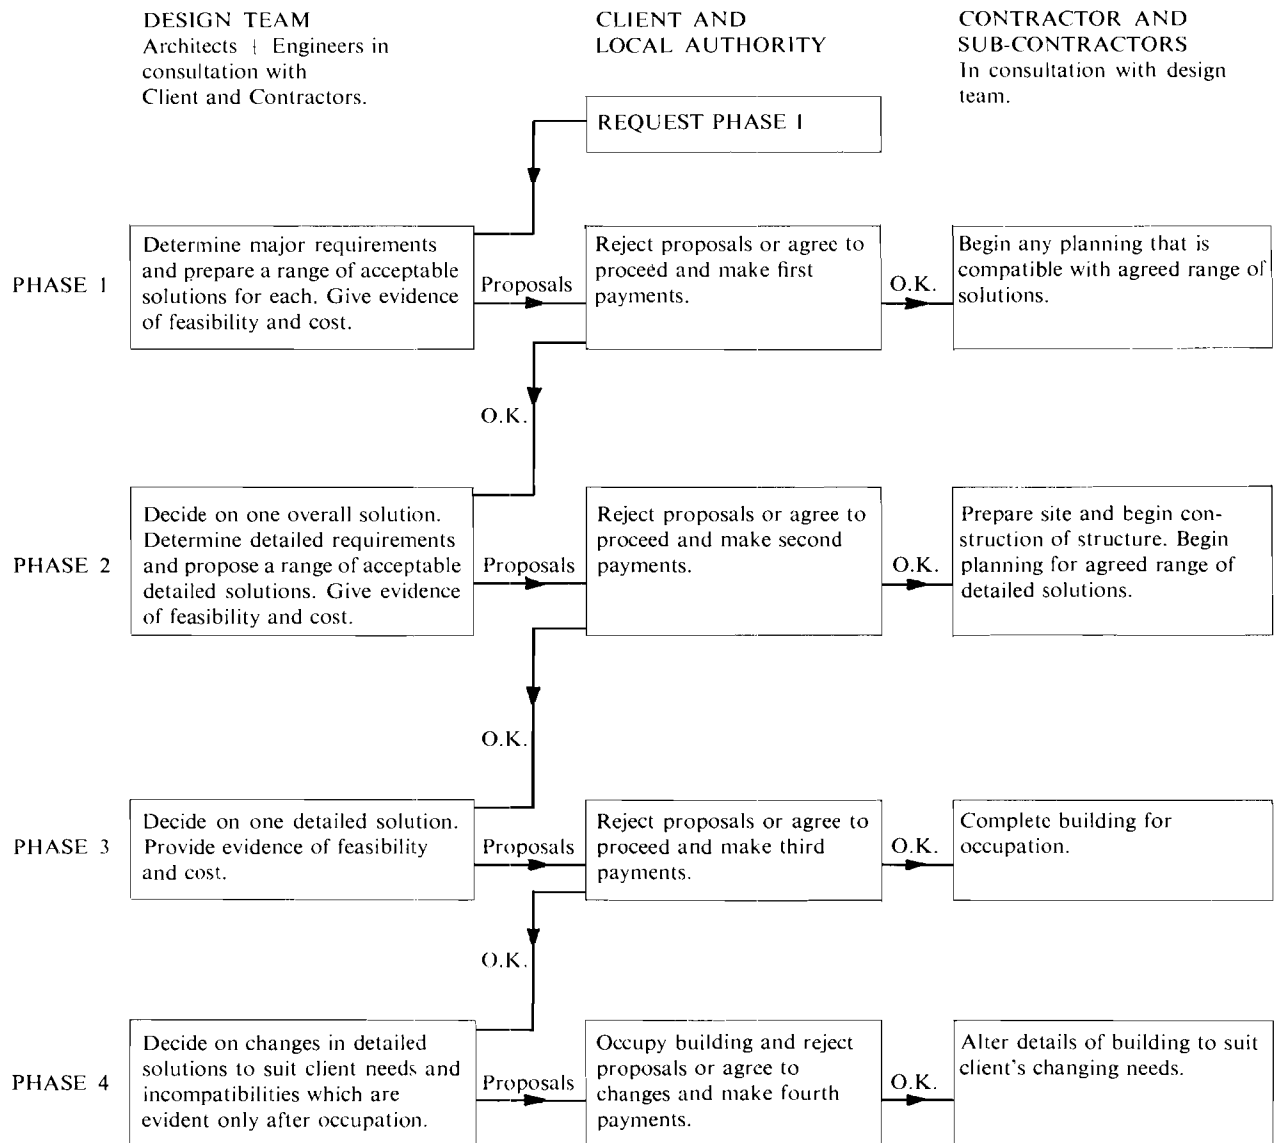 DESIGN TEAM
Architects + Engineers in
consultation with
Client and Contractors.
CLIENT AND
LOCAL AUTHORITY
CONTRACTOR AND
SUB-CONTRACTORS
In consultation with design
team.
REQUEST PHASE 1
PHASE 1
Determine major requirements
and prepare a range of acceptable
solutions for each. Give evidence
of feasibility and cost.
Proposals
Reject proposals or agree to
proceed and make first
payments.
O.K.
Begin any planning that is
compatible with agreed range of
solutions.
O.K.
PHASE 2
Decide on one overall solution.
Determine detailed requirements
and propose a range of acceptable
detailed solutions. Give evidence
of feasibility and cost.
Proposals
Reject proposals or agree to
proceed and make second
payments.
O.K.
Prepare site and begin con-
struction of structure. Begin
planning for agreed range of
detailed solutions.
O.K.
PHASE 3
Decide on one detailed solution.
Provide evidence of feasibility
and cost.
Proposals
Reject proposals or agree to
proceed and make third
payments.
O.K.
Complete building for
occupation.
O.K.
PHASE 4
Decide on changes in detailed
solutions to suit client needs and
incompatibilities which are
evident only after occupation.
Proposals
Occupy building and reject
proposals or agree to
changes and make fourth
payments.
O.K.
Alter details of building to suit
client's changing needs.